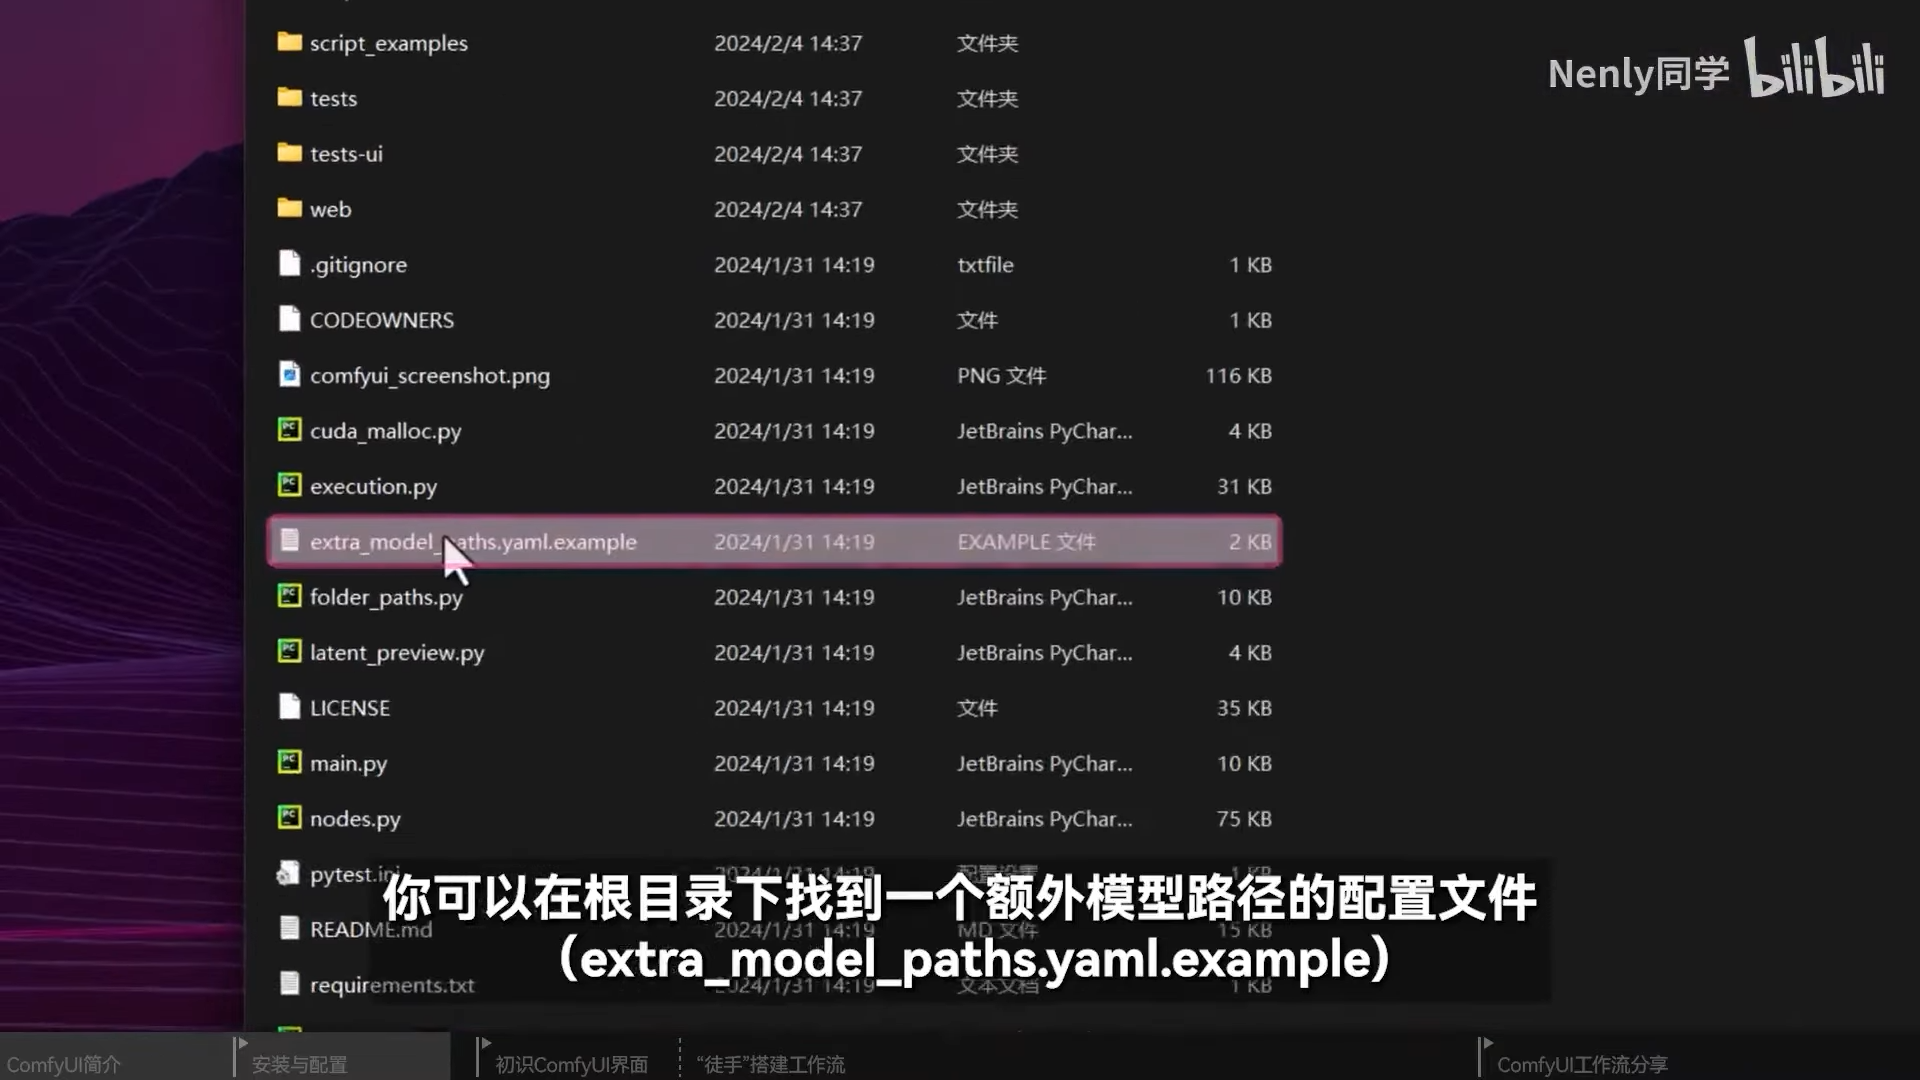 script_examples 2024/2/4 14:37 文件夹
Nenly同学 bilibili
tests 2024/2/4 14:37 文件夹
tests-ui 2024/2/4 14:37 文件夹
web 2024/2/4 14:37 文件夹
.gitignore 2024/1/31 14:19 txtfile 1 KB
CODEOWNERS 2024/1/31 14:19 文件 1 KB
comfyui_screenshot.png 2024/1/31 14:19 PNG 文件 116 KB
cuda_malloc.py 2024/1/31 14:19 JetBrains PyChar... 4 KB
execution.py 2024/1/31 14:19 JetBrains PyChar... 31 KB
extra_model_paths.yaml.example 2024/1/31 14:19 EXAMPLE 文件 2 KB
folder_paths.py 2024/1/31 14:19 JetBrains PyChar... 10 KB
latent_preview.py 2024/1/31 14:19 JetBrains PyChar... 4 KB
LICENSE 2024/1/31 14:19 文件 35 KB
main.py 2024/1/31 14:19 JetBrains PyChar... 10 KB
nodes.py 2024/1/31 14:19 JetBrains PyChar... 75 KB
pytest.ini 2024/1/31 14:19 配置设置 1 KB
你可以在根目录下找到一个额外模型路径的配置文件
README.md 2024/1/31 14:19 MD 文件 15 KB
（extra_model_paths.yaml.example）
requirements.txt 2024/1/31 14:19 文本文档 1 KB
ComfyUI简介 安装与配置 初识ComfyUI界面 “徒手”搭建工作流 ComfyUI工作流分享